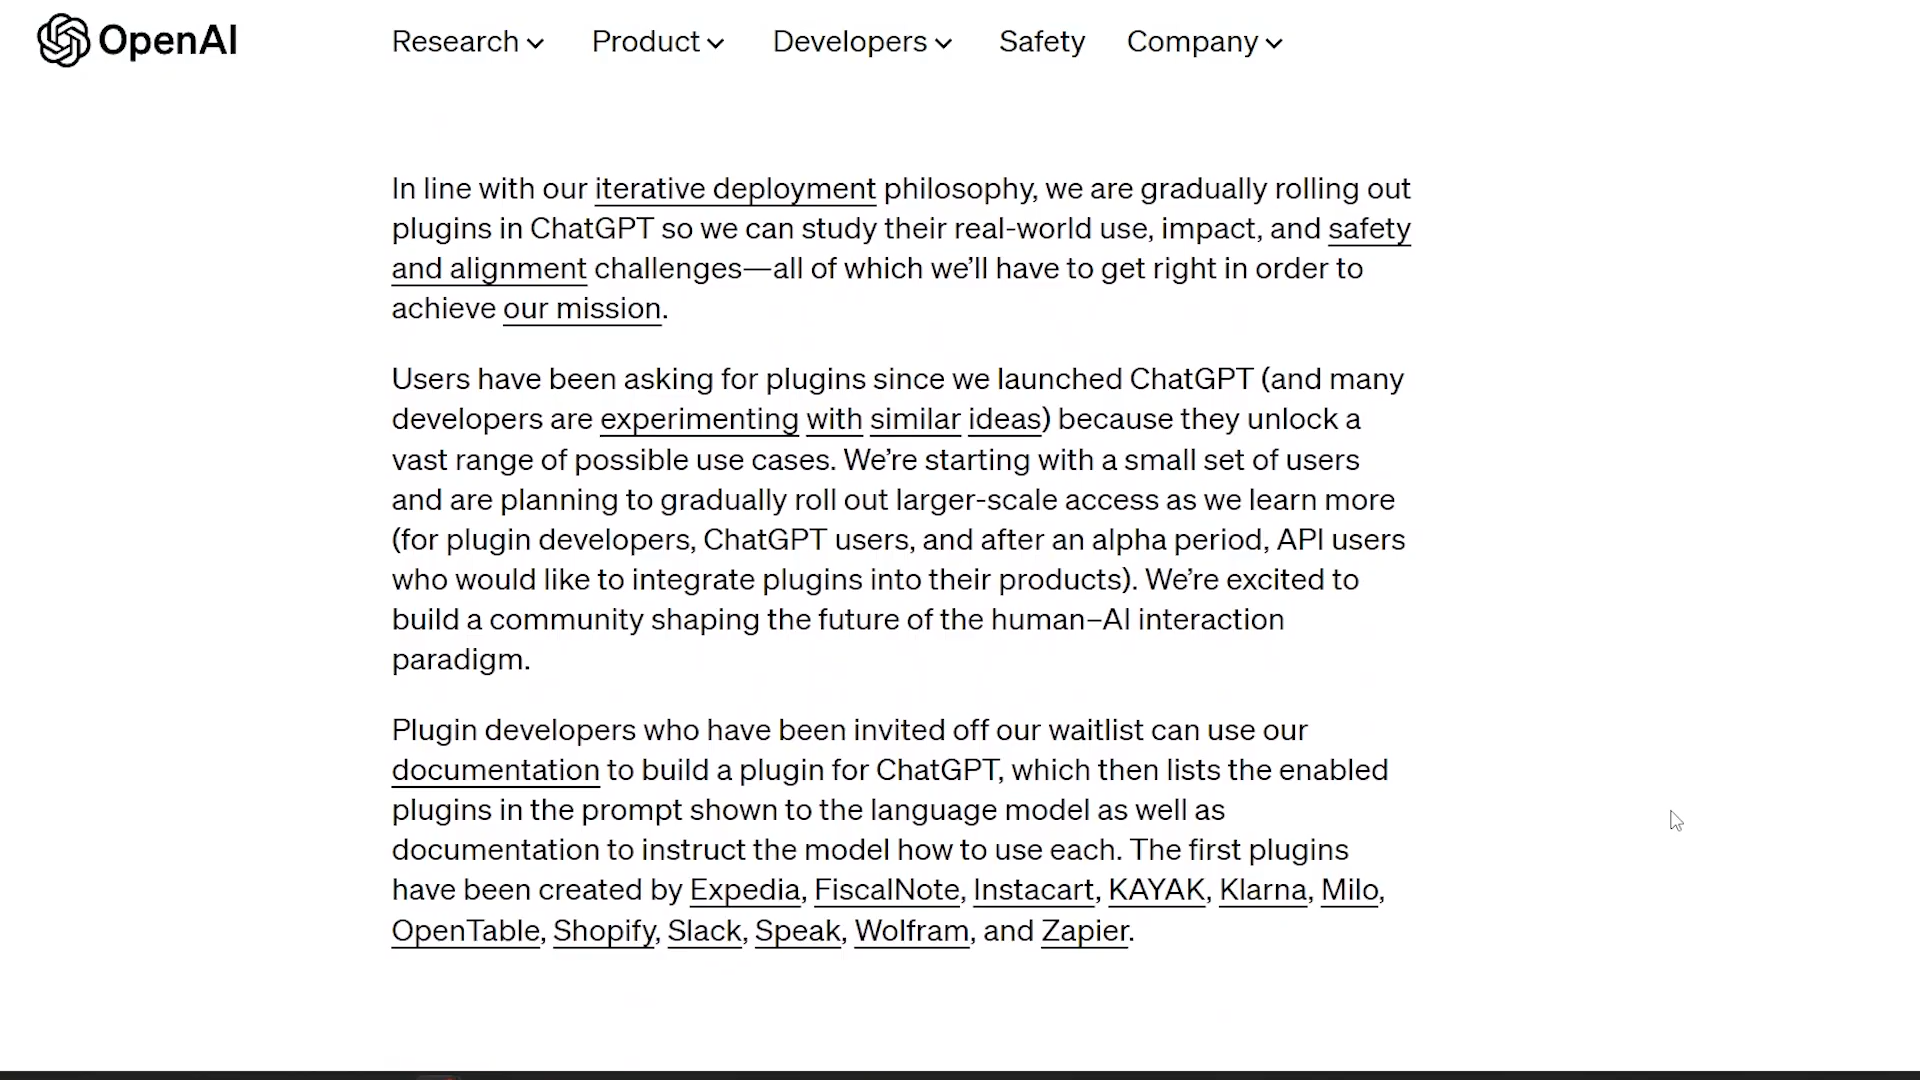 OpenAI
Research Product Developers Safety Company
In line with our iterative deployment philosophy, we are gradually rolling out
plugins in ChatGPT so we can study their real-world use, impact, and safety
and alignment challenges—all of which we’ll have to get right in order to
achieve our mission.
Users have been asking for plugins since we launched ChatGPT (and many
developers are experimenting with similar ideas) because they unlock a
vast range of possible use cases. We’re starting with a small set of users
and are planning to gradually roll out larger-scale access as we learn more
(for plugin developers, ChatGPT users, and after an alpha period, API users
who would like to integrate plugins into their products). We’re excited to
build a community shaping the future of the human–AI interaction
paradigm.
Plugin developers who have been invited off our waitlist can use our
documentation to build a plugin for ChatGPT, which then lists the enabled
plugins in the prompt shown to the language model as well as
documentation to instruct the model how to use each. The first plugins
have been created by Expedia, FiscalNote, Instacart, KAYAK, Klarna, Milo,
OpenTable, Shopify, Slack, Speak, Wolfram, and Zapier.